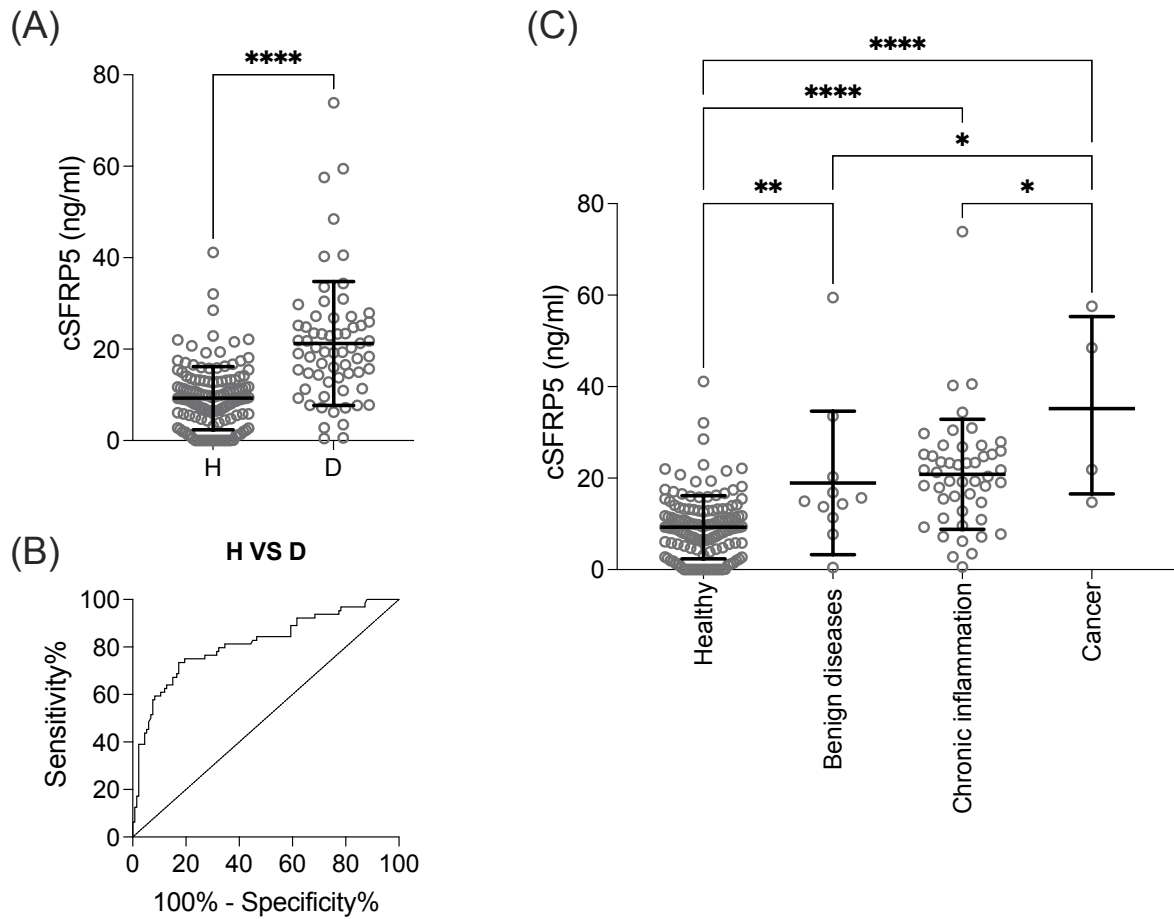 (A)
****
cSFRP5 (ng/ml)
80
60
40
20
0
H
D
(B)
H VS D
Sensitivity%
100
80
60
40
20
0
0 20 40 60 80 100
100% - Specificity%
(C)
****
****
*
**
*
cSFRP5 (ng/ml)
80
60
40
20
0
Healthy
Benign diseases
Chronic inflammation
Cancer